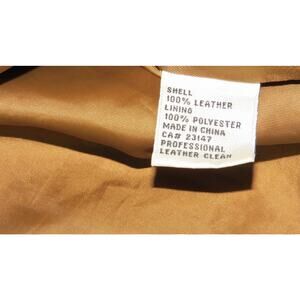 SHELL
100% LEATHER
LINING
100% POLYESTER
MADE IN CHINA
CA# 23147
PROFESSIONAL
LEATHER CLEAN